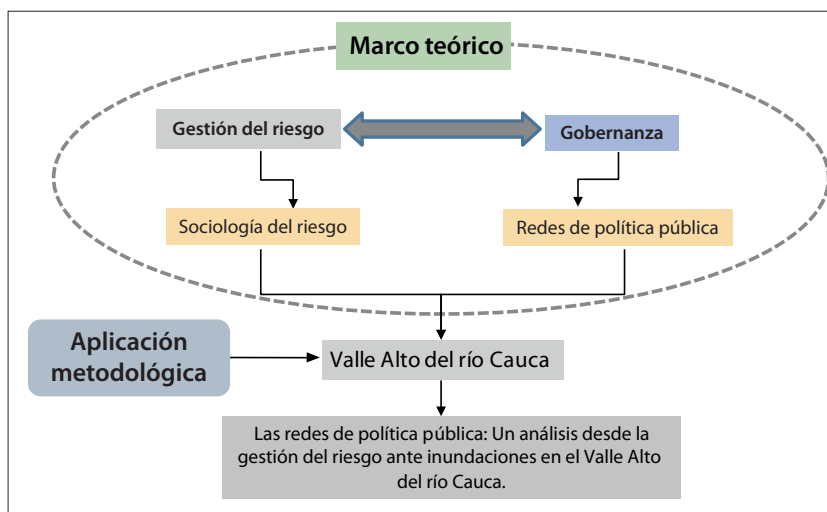 Marco teórico
Gestión del riesgo
Gobernanza
Sociología del riesgo
Redes de política pública
Aplicación
metodológica
Valle Alto del río Cauca
Las redes de política pública: Un análisis desde la
gestión del riesgo ante inundaciones en el Valle Alto
del río Cauca.